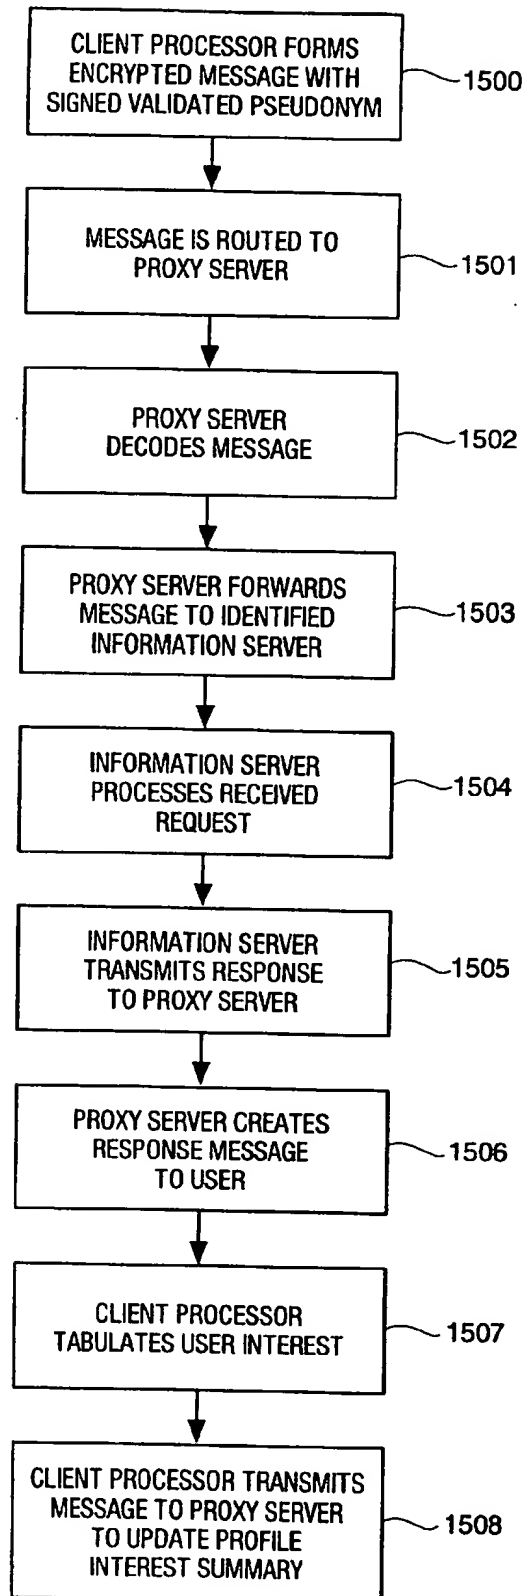 CLIENT PROCESSOR FORMS
ENCRYPTED MESSAGE WITH
SIGNED VALIDATED PSEUDONYM
1500
MESSAGE IS ROUTED TO
PROXY SERVER
1501
PROXY SERVER
DECODES MESSAGE
1502
PROXY SERVER FORWARDS
MESSAGE TO IDENTIFIED
INFORMATION SERVER
1503
INFORMATION SERVER
PROCESSES RECEIVED
REQUEST
1504
INFORMATION SERVER
TRANSMITS RESPONSE
TO PROXY SERVER
1505
PROXY SERVER CREATES
RESPONSE MESSAGE
TO USER
1506
CLIENT PROCESSOR
TABULATES USER INTEREST
1507
CLIENT PROCESSOR TRANSMITS
MESSAGE TO PROXY SERVER
TO UPDATE PROFILE
INTEREST SUMMARY
1508